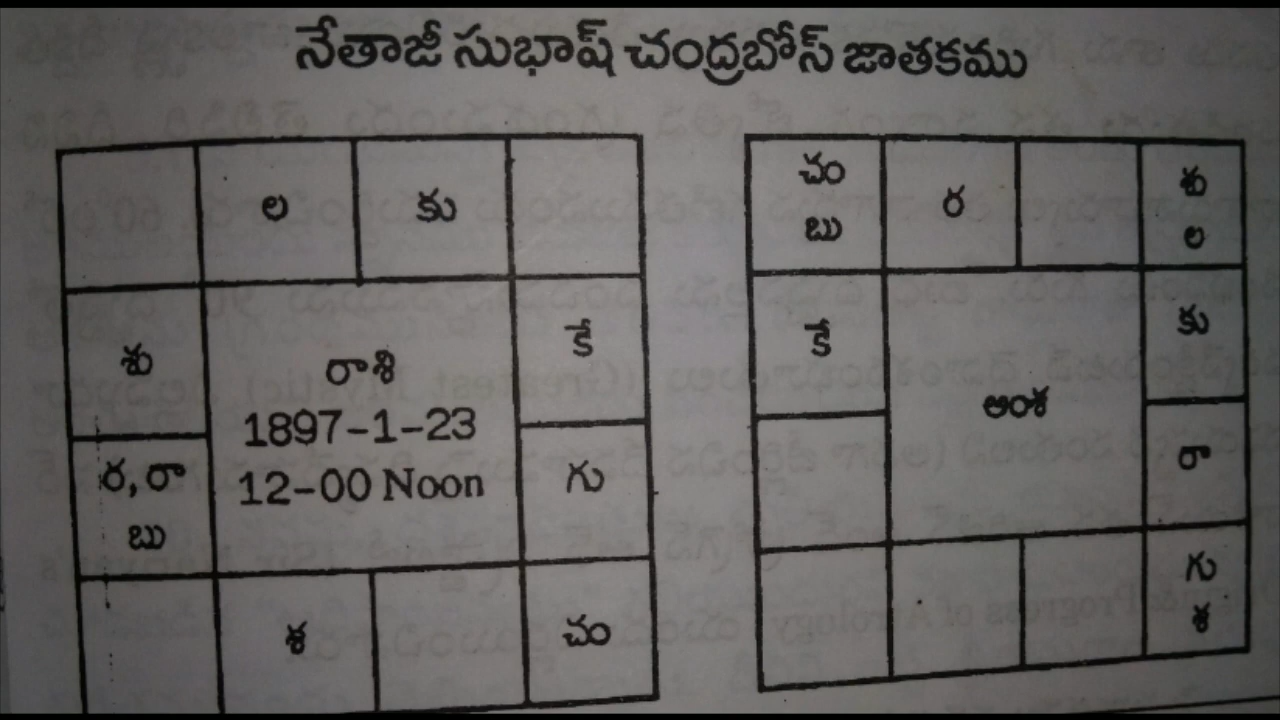 నేతాజీ సుభాష్ చంద్రబోస్ జాతకము
ల
కు
శు
కే
రాశి
1897-1-23
12-00 Noon
ర, రా
బు
గు
శ
చం
చం
బు
ర
శు
ల
కే
కు
అంశ
రా
గు
శ